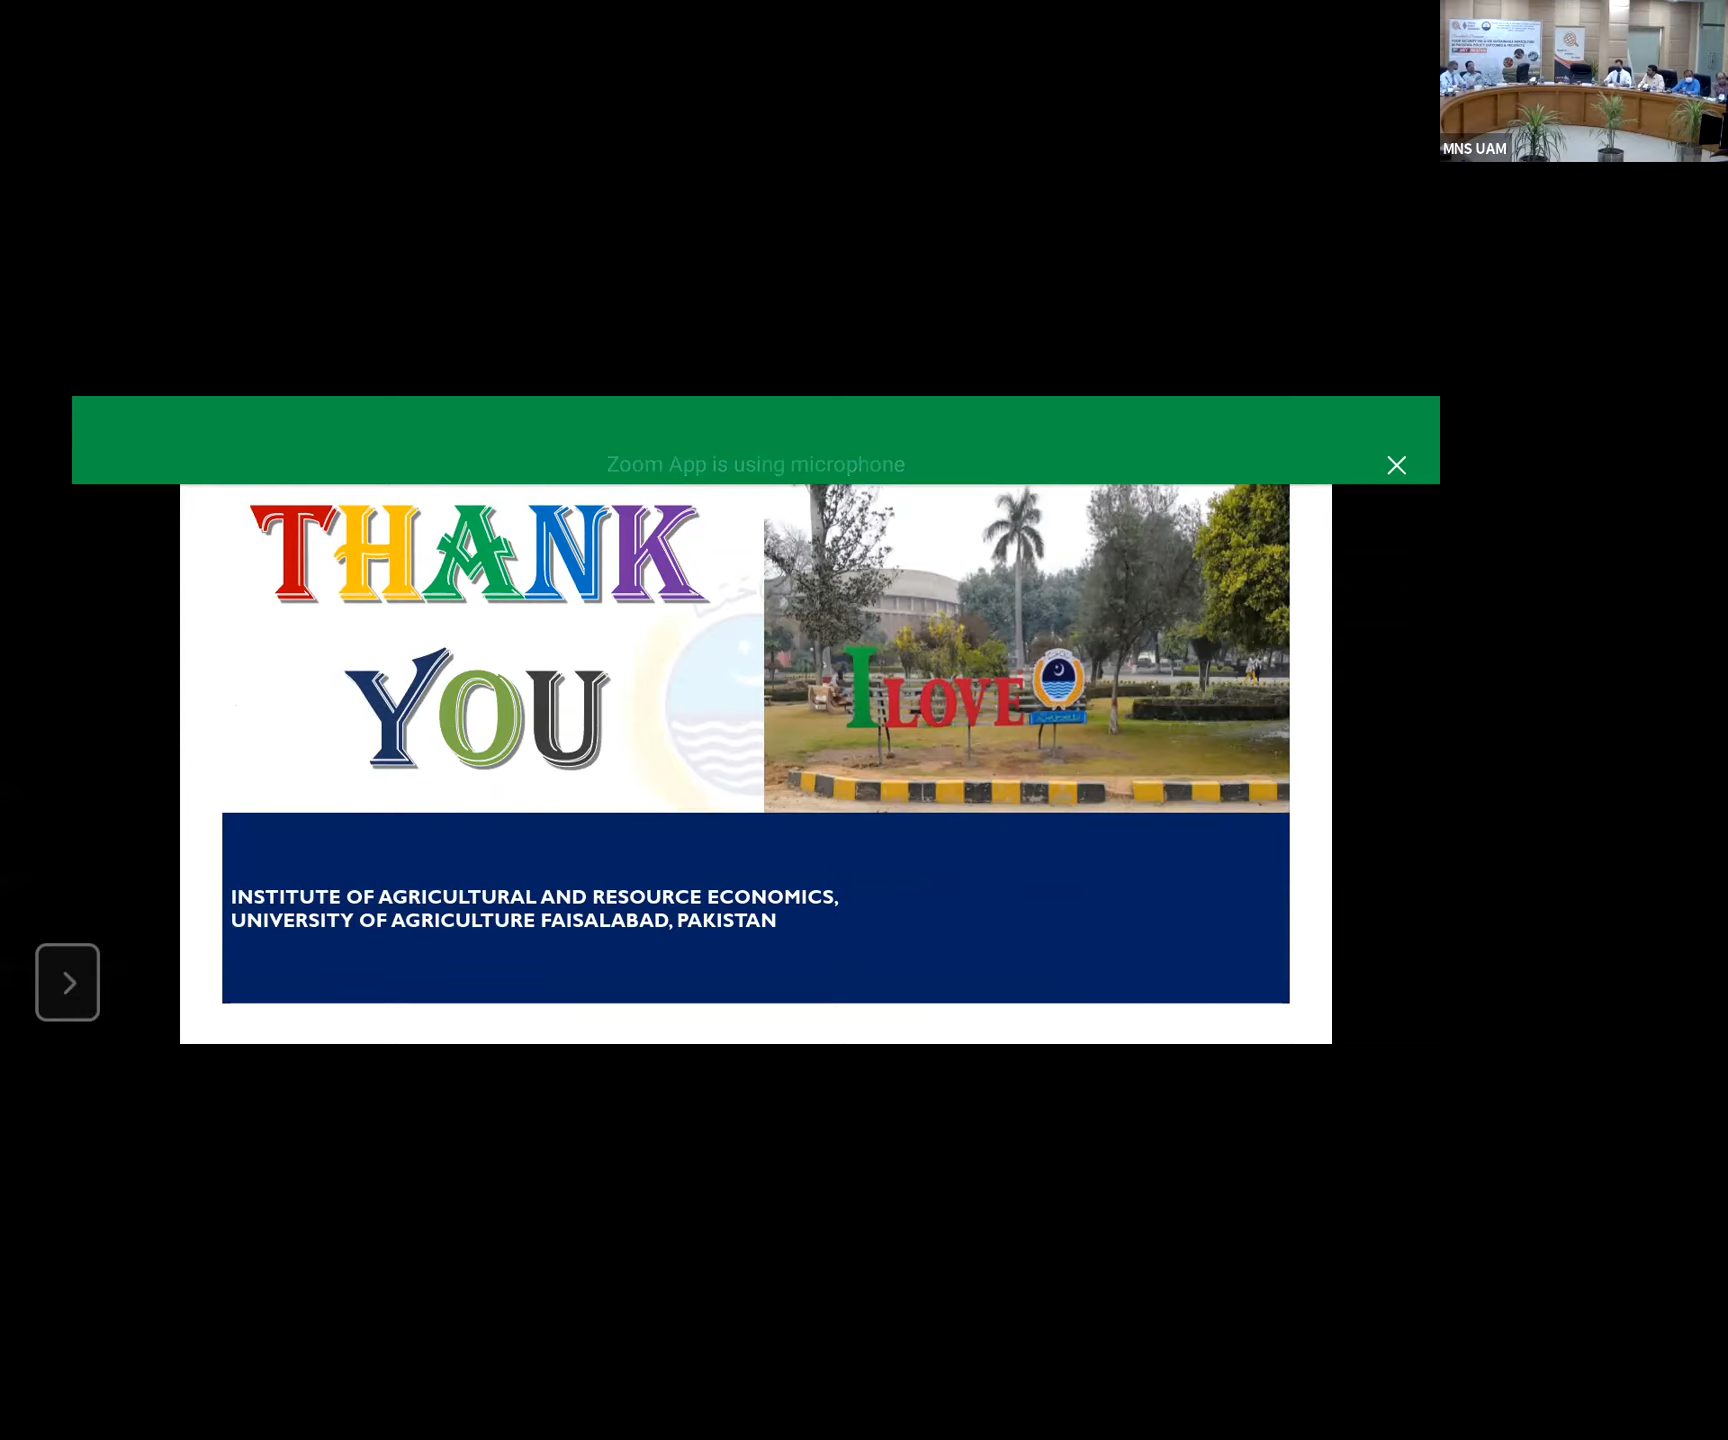 MNS UAM
Zoom App is using microphone
THANK
YOU
I LOVE
INSTITUTE OF AGRICULTURAL AND RESOURCE ECONOMICS,
UNIVERSITY OF AGRICULTURE FAISALABAD, PAKISTAN